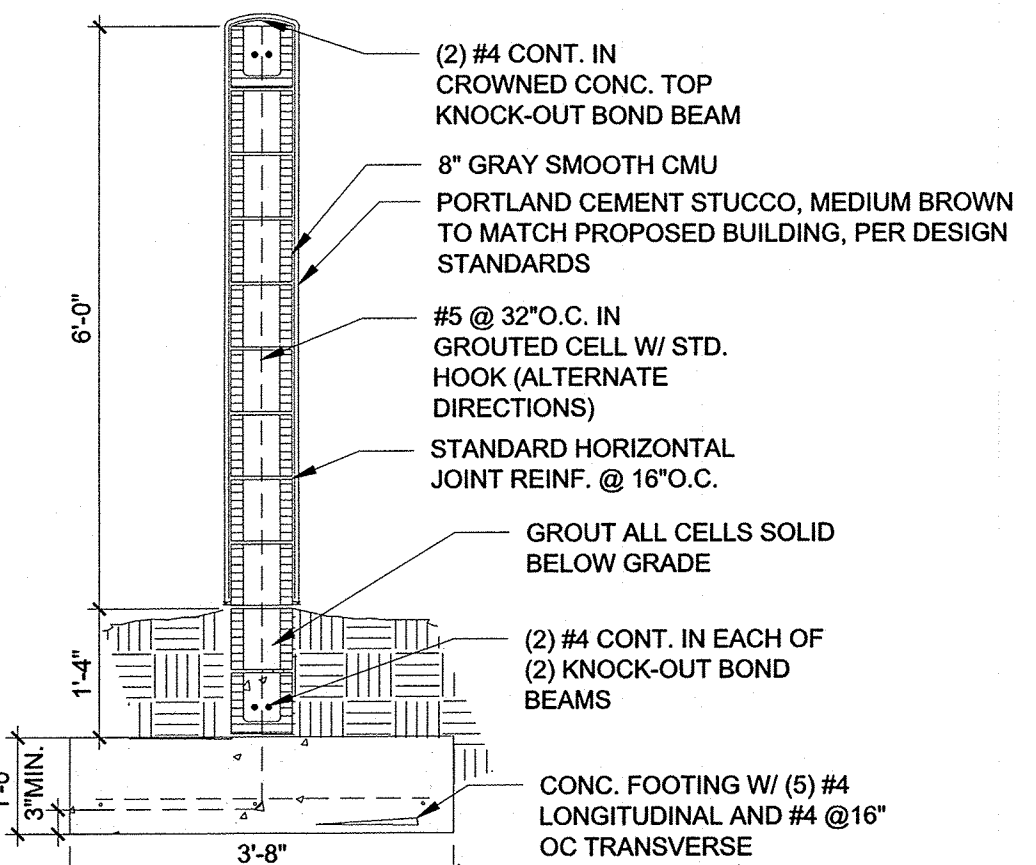 (2) #4 CONT. IN
CROWNED CONC. TOP
KNOCK-OUT BOND BEAM
8" GRAY SMOOTH CMU
PORTLAND CEMENT STUCCO, MEDIUM BROWN
TO MATCH PROPOSED BUILDING, PER DESIGN
STANDARDS
6'-0"
#5 @ 32"O.C. IN
GROUTED CELL W/ STD.
HOOK (ALTERNATE
DIRECTIONS)
STANDARD HORIZONTAL
JOINT REINF. @ 16"O.C.
GROUT ALL CELLS SOLID
BELOW GRADE
1'-4"
(2) #4 CONT. IN EACH OF
(2) KNOCK-OUT BOND
BEAMS
3"MIN.
CONC. FOOTING W/ (5) #4
LONGITUDINAL AND #4 @16"
OC TRANSVERSE
3'-8"